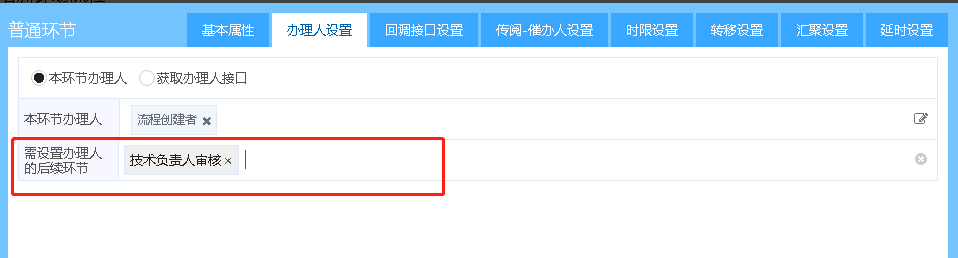 普通环节
基本属性 办理人设置 回调接口设置 传阅-催办人设置 时限设置 转移设置 汇聚设置 延时设置
本环节办理人 获取办理人接口
本环节办理人 流程创建者 ×
需设置办理人
的后续环节
技术负责人审核 ×